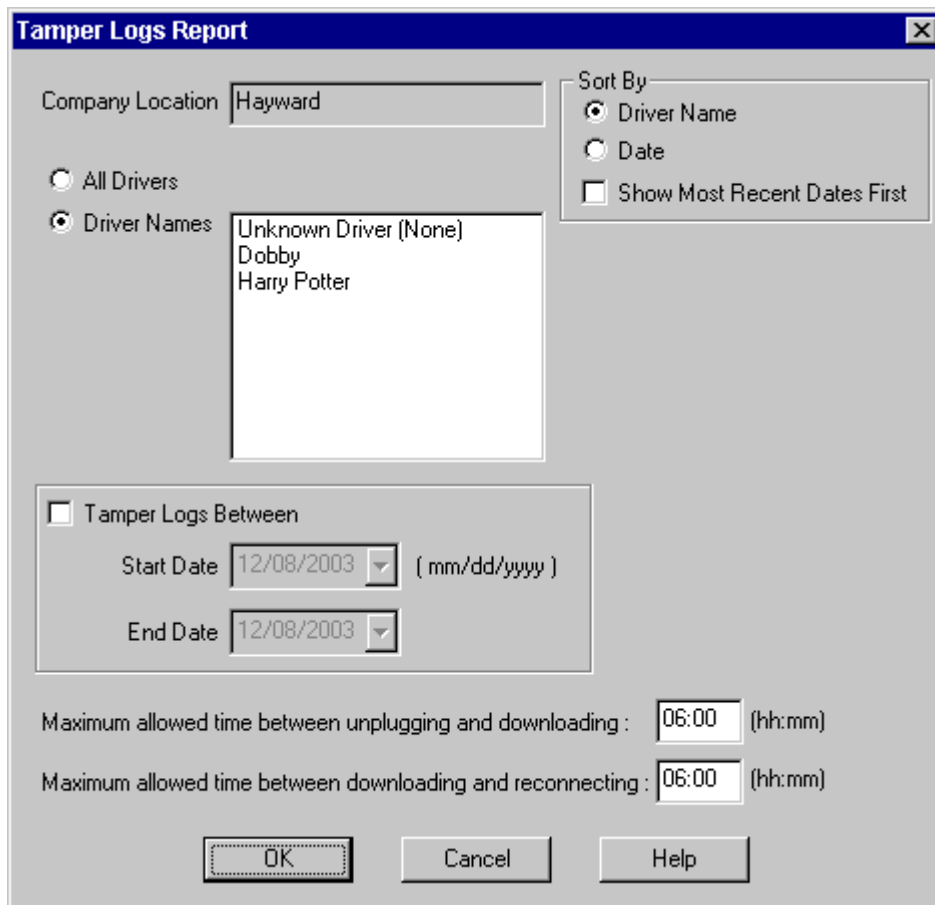 Tamper Logs Report
Company Location Hayward
Sort By
Driver Name
Date
Show Most Recent Dates First
All Drivers
Driver Names
Unknown Driver (None)
Dobby
Harry Potter
Tamper Logs Between
Start Date 12/08/2003 ( mm/dd/yyyy )
End Date 12/08/2003
Maximum allowed time between unplugging and downloading : 06:00 (hh:mm)
Maximum allowed time between downloading and reconnecting : 06:00 (hh:mm)
OK Cancel Help